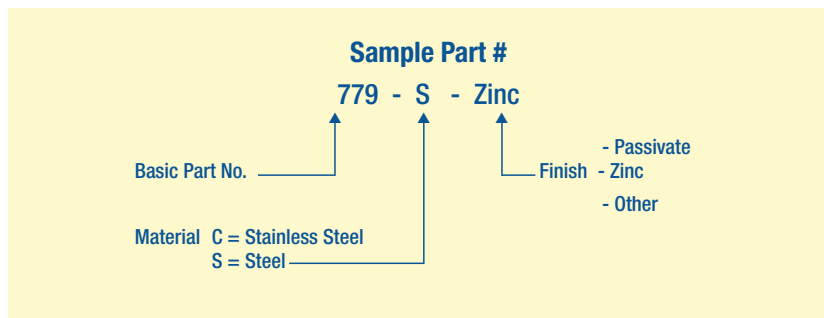 Sample Part #
779 - S - Zinc
- Passivate
Basic Part No.
Finish - Zinc
- Other
Material C = Stainless Steel
S = Steel